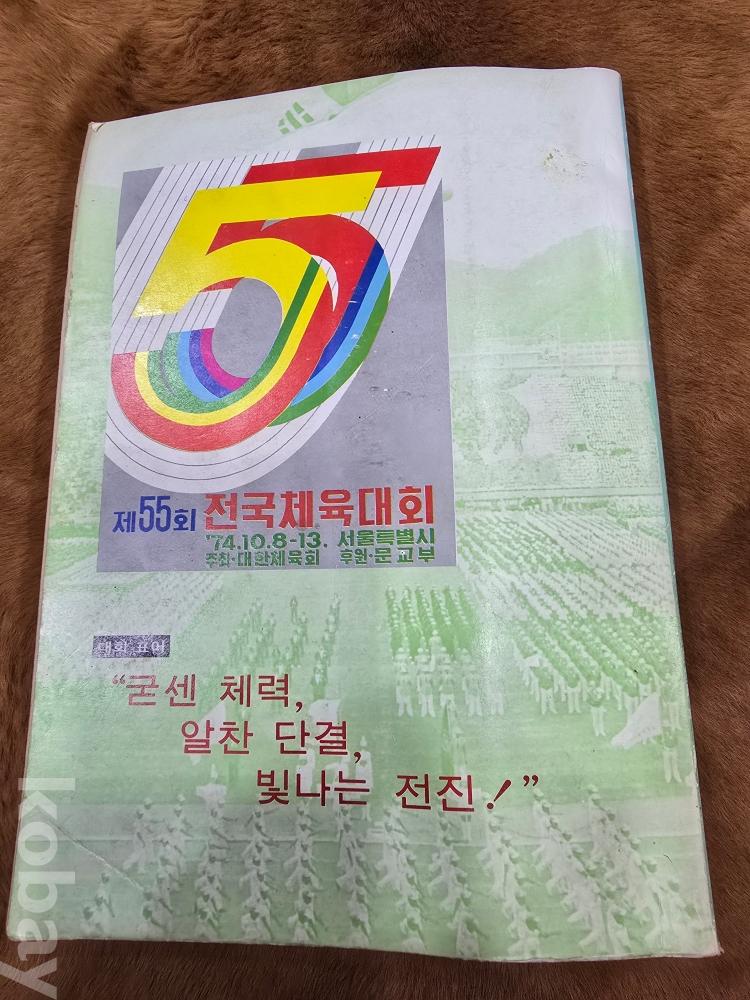 55
제55회 전국체육대회
'74.10.8-13. 서울특별시
주최·대한체육회 후원·문교부
대회 표어
“굳센 체력,
알찬 단결,
빛나는 전진!”
kobay